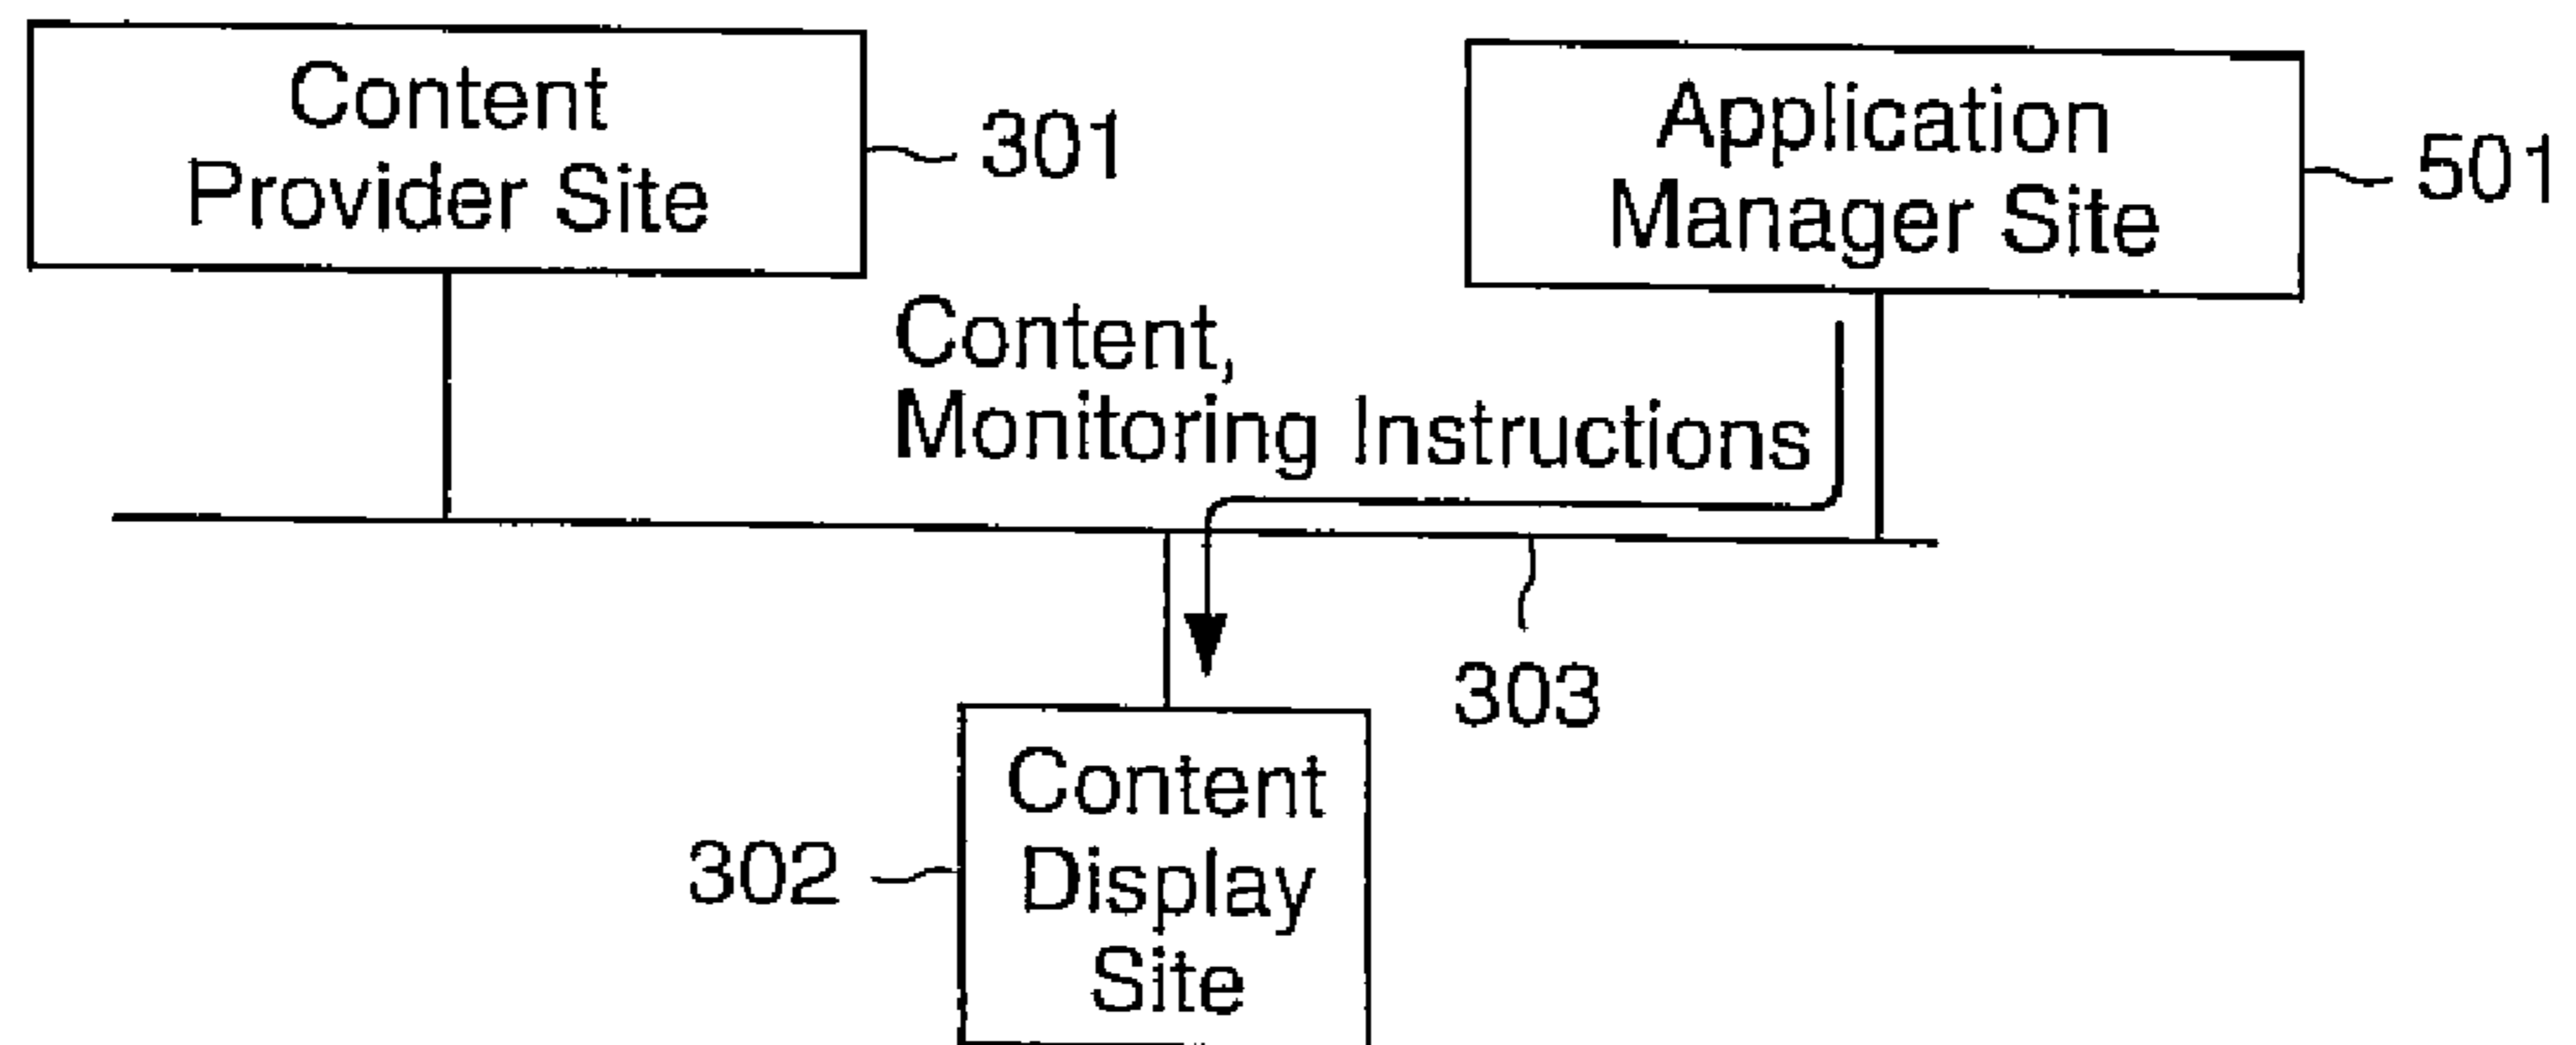 Content
Provider Site
301
Application
Manager Site
501
Content,
Monitoring Instructions
303
302
Content
Display
Site